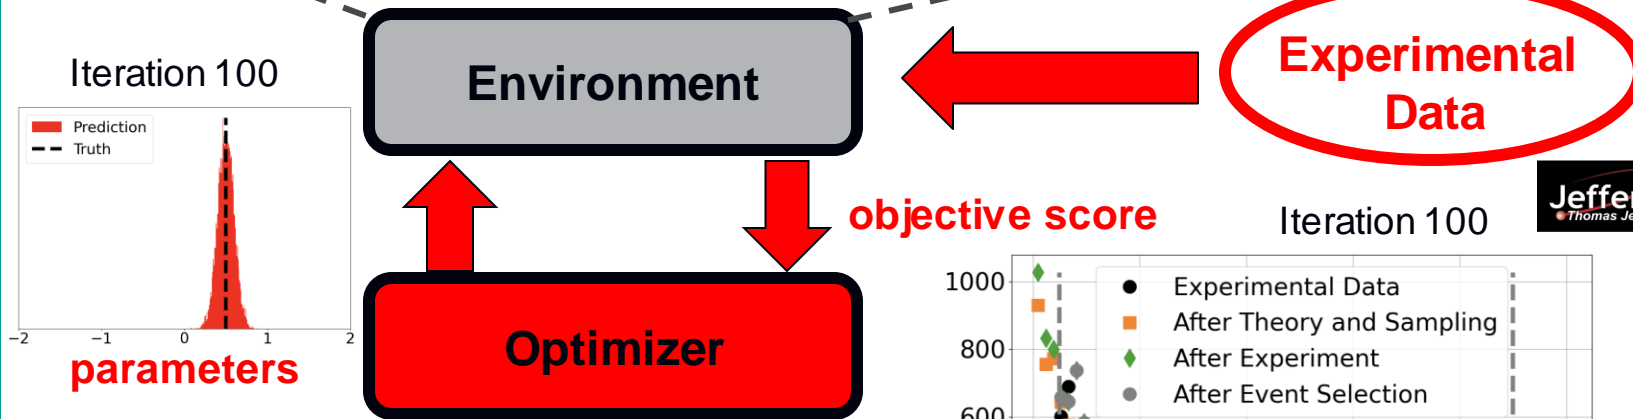 Iteration 100
Prediction
Truth
−2 −1 0 1 2
parameters
Environment
Optimizer
objective score
Experimental
Data
Iteration 100
1000
800
600
Experimental Data
After Theory and Sampling
After Experiment
After Event Selection